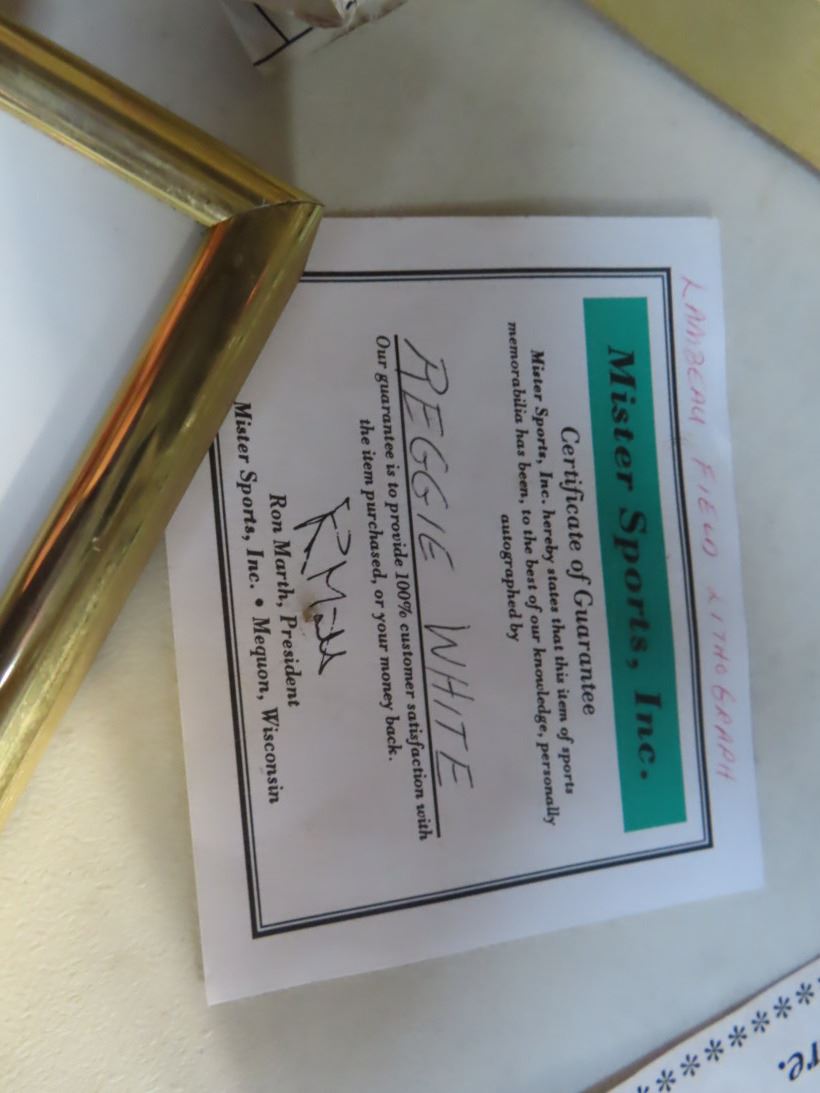 LAMBEAU FIELD LITHOGRAPH
Mister Sports, Inc.
Certificate of Guarantee
Mister Sports, Inc. hereby states that this item of sports
memorabilia has been, to the best of our knowledge, personally
autographed by
REGGIE WHITE
Our guarantee is to provide 100% customer satisfaction with
the item purchased, or your money back.
Ron Marth, President
Mister Sports, Inc. • Mequon, Wisconsin